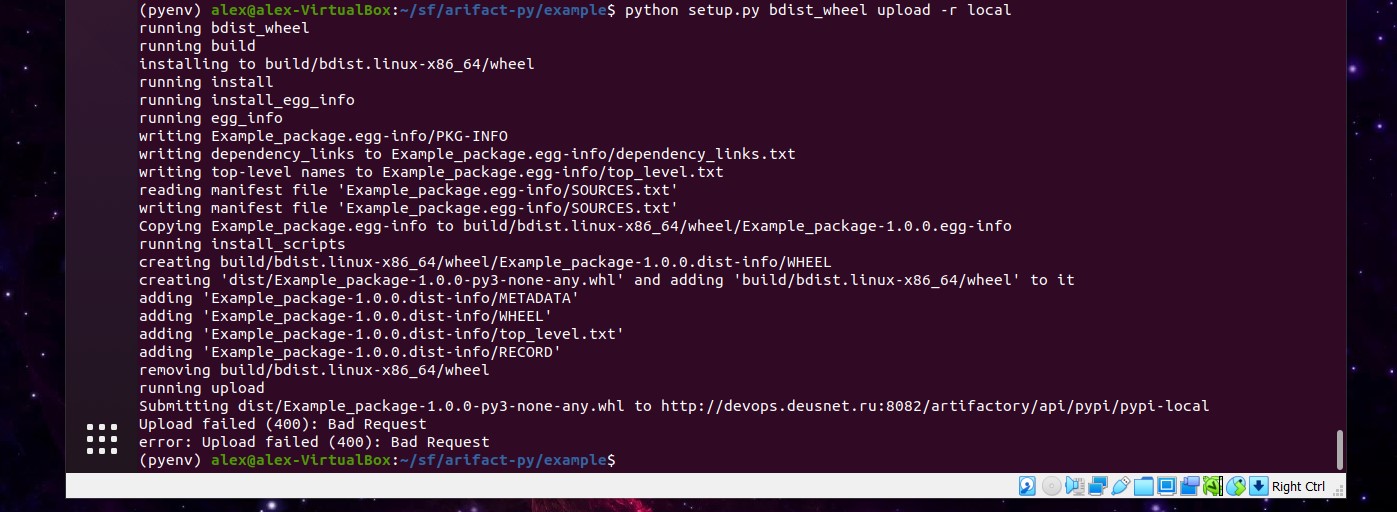 (pyenv) alex@alex-VirtualBox:~/sf/arifact-py/example$ python setup.py bdist_wheel upload -r local
running bdist_wheel
running build
installing to build/bdist.linux-x86_64/wheel
running install
running install_egg_info
running egg_info
writing Example_package.egg-info/PKG-INFO
writing dependency_links to Example_package.egg-info/dependency_links.txt
writing top-level names to Example_package.egg-info/top_level.txt
reading manifest file 'Example_package.egg-info/SOURCES.txt'
writing manifest file 'Example_package.egg-info/SOURCES.txt'
Copying Example_package.egg-info to build/bdist.linux-x86_64/wheel/Example_package-1.0.0.egg-info
running install_scripts
creating build/bdist.linux-x86_64/wheel/Example_package-1.0.0.dist-info/WHEEL
creating 'dist/Example_package-1.0.0-py3-none-any.whl' and adding 'build/bdist.linux-x86_64/wheel' to it
adding 'Example_package-1.0.0.dist-info/METADATA'
adding 'Example_package-1.0.0.dist-info/WHEEL'
adding 'Example_package-1.0.0.dist-info/top_level.txt'
adding 'Example_package-1.0.0.dist-info/RECORD'
removing build/bdist.linux-x86_64/wheel
running upload
Submitting dist/Example_package-1.0.0-py3-none-any.whl to http://devops.deusnet.ru:8082/artifactory/api/pypi/pypi-local
Upload failed (400): Bad Request
error: Upload failed (400): Bad Request
(pyenv) alex@alex-VirtualBox:~/sf/arifact-py/example$
Right Ctrl